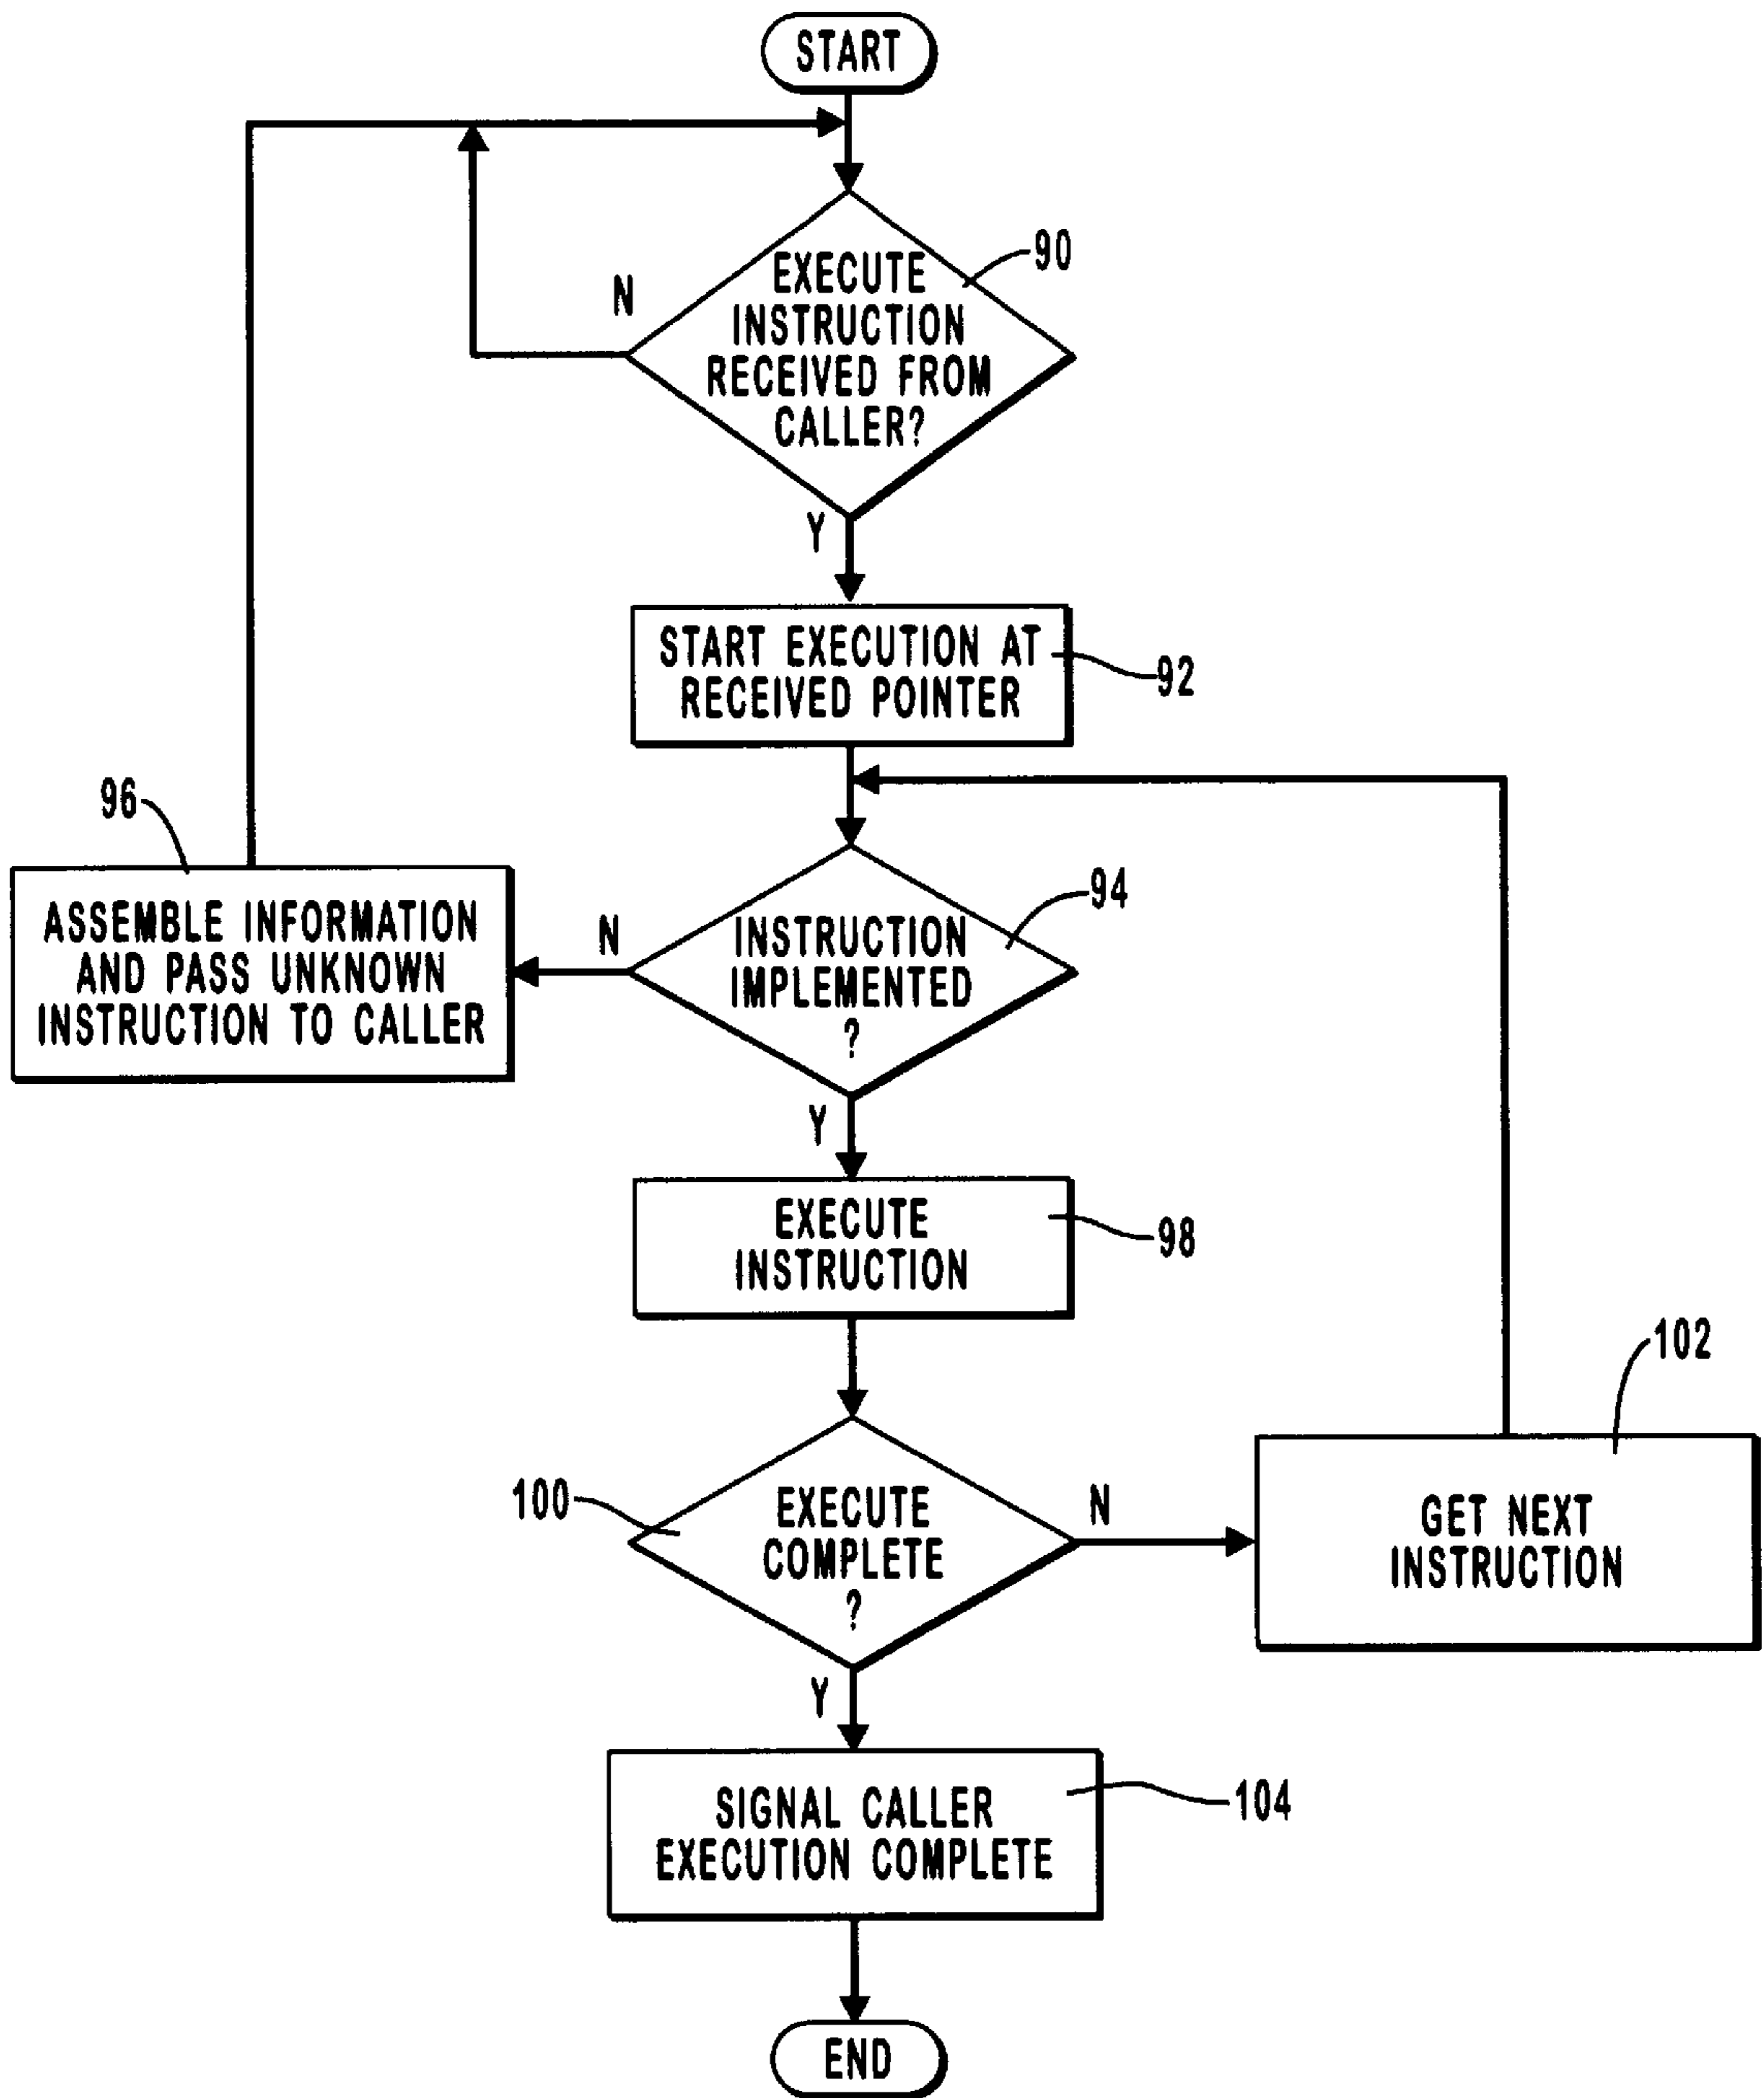 START
90
EXECUTE
INSTRUCTION
RECEIVED FROM
CALLER?
N
Y
START EXECUTION AT
RECEIVED POINTER
92
96
ASSEMBLE INFORMATION
AND PASS UNKNOWN
INSTRUCTION TO CALLER
N
94
INSTRUCTION
IMPLEMENTED
?
Y
EXECUTE
INSTRUCTION
98
100
EXECUTE
COMPLETE
?
N
102
GET NEXT
INSTRUCTION
Y
SIGNAL CALLER
EXECUTION COMPLETE
104
END